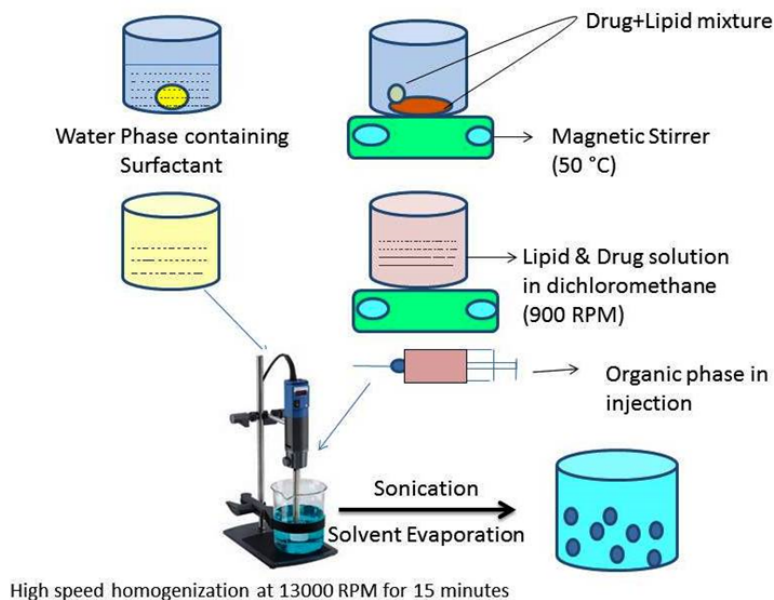 Drug+Lipid mixture
Water Phase containing
Surfactant
Magnetic Stirrer
(50 °C)
Lipid & Drug solution
in dichloromethane
(900 RPM)
Organic phase in
injection
Sonication
Solvent Evaporation
High speed homogenization at 13000 RPM for 15 minutes